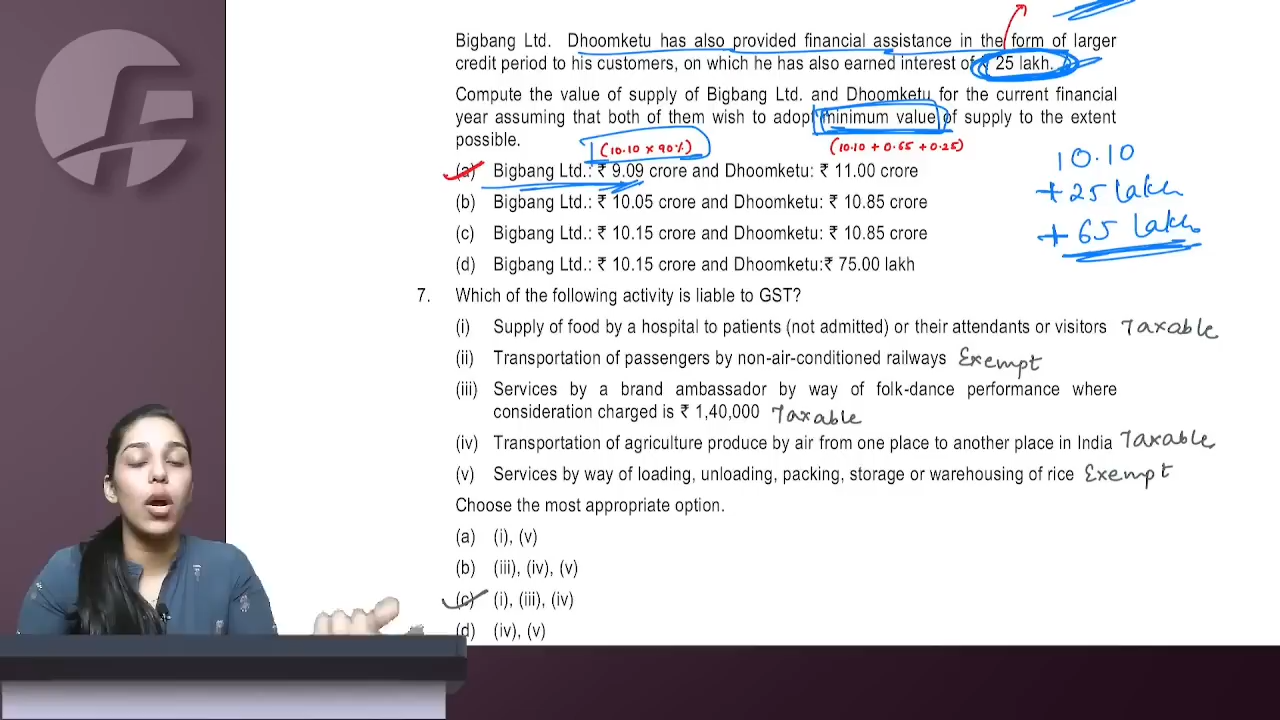 Bigbang Ltd. Dhoomketu has also provided financial assistance in the form of larger
credit period to his customers, on which he has also earned interest of ₹ 25 lakh.
Compute the value of supply of Bigbang Ltd. and Dhoomketu for the current financial
year assuming that both of them wish to adopt minimum value of supply to the extent
possible.
(10.10 x 90%)
(10.10 + 0.65 + 0.25)
(a) Bigbang Ltd.: ₹ 9.09 crore and Dhoomketu: ₹ 11.00 crore
(b) Bigbang Ltd.: ₹ 10.05 crore and Dhoomketu: ₹ 10.85 crore
(c) Bigbang Ltd.: ₹ 10.15 crore and Dhoomketu: ₹ 10.85 crore
(d) Bigbang Ltd.: ₹ 10.15 crore and Dhoomketu:₹ 75.00 lakh
10.10
+ 25 lakh
+ 65 lakh
7. Which of the following activity is liable to GST?
(i) Supply of food by a hospital to patients (not admitted) or their attendants or visitors Taxable
(ii) Transportation of passengers by non-air-conditioned railways Exempt
(iii) Services by a brand ambassador by way of folk-dance performance where
consideration charged is ₹ 1,40,000 Taxable
(iv) Transportation of agriculture produce by air from one place to another place in India Taxable
(v) Services by way of loading, unloading, packing, storage or warehousing of rice Exempt
Choose the most appropriate option.
(a) (i), (v)
(b) (iii), (iv), (v)
(c) (i), (iii), (iv)
(d) (iv), (v)